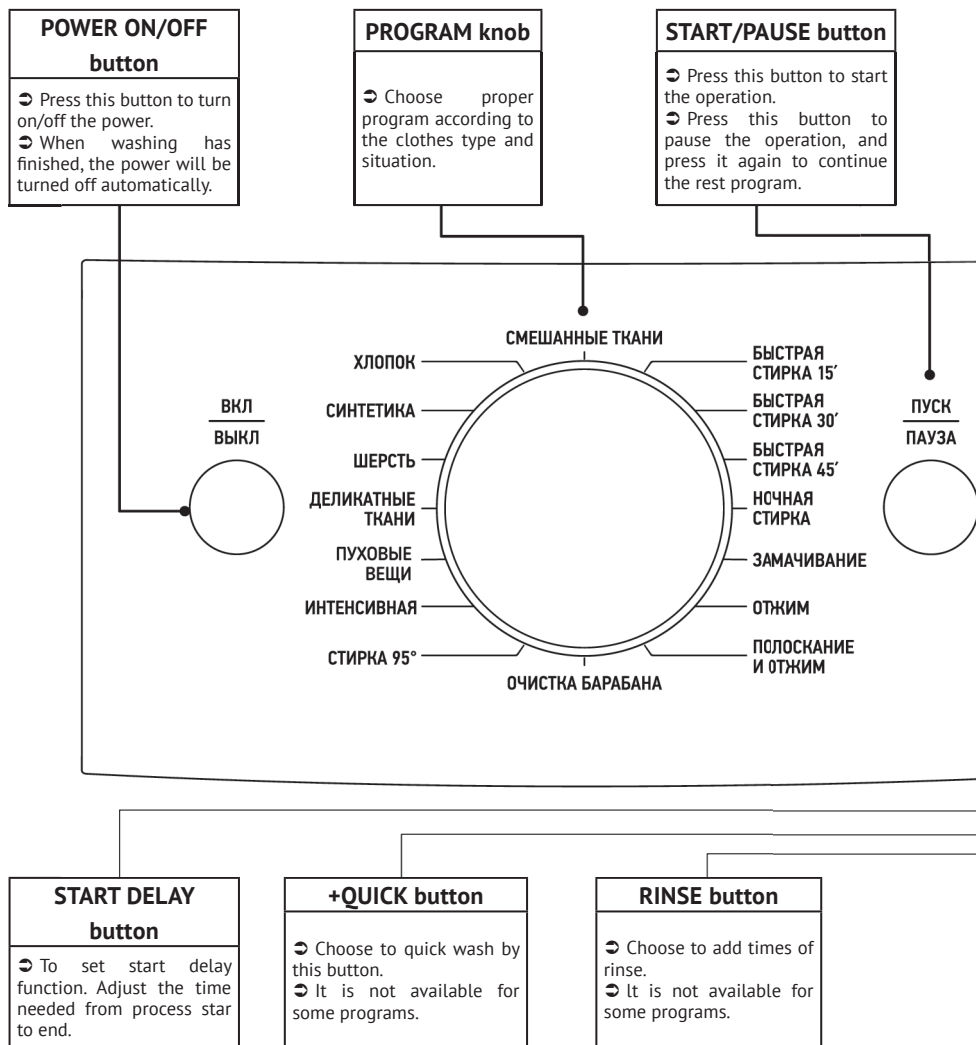 POWER ON/OFF
button
➲ Press this button to turn
on/off the power.
➲ When washing has
finished, the power will be
turned off automatically.
PROGRAM knob
➲ Choose proper
program according to
the clothes type and
situation.
START/PAUSE button
➲ Press this button to start
the operation.
➲ Press this button to
pause the operation, and
press it again to continue
the rest program.
ВКЛ
ВЫКЛ
СМЕШАННЫЕ ТКАНИ
ХЛОПОК
СИНТЕТИКА
ШЕРСТЬ
ДЕЛИКАТНЫЕ
ТКАНИ
ПУХОВЫЕ
ВЕЩИ
ИНТЕНСИВНАЯ
СТИРКА 95°
ОЧИСТКА БАРАБАНА
БЫСТРАЯ
СТИРКА 15′
БЫСТРАЯ
СТИРКА 30′
БЫСТРАЯ
СТИРКА 45′
НОЧНАЯ
СТИРКА
ЗАМАЧИВАНИЕ
ОТЖИМ
ПОЛОСКАНИЕ
И ОТЖИМ
ПУСК
ПАУЗА
START DELAY
button
➲ To set start delay
function. Adjust the time
needed from process star
to end.
+QUICK button
➲ Choose to quick wash by
this button.
➲ It is not available for
some programs.
RINSE button
➲ Choose to add times of
rinse.
➲ It is not available for
some programs.